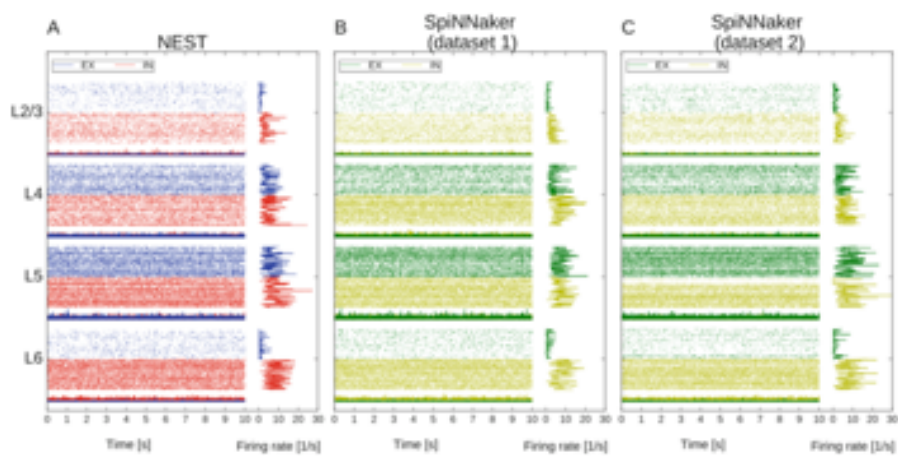 A
NEST
B
SpiNNaker
(dataset 1)
C
SpiNNaker
(dataset 2)
EX IN
EX IN
EX IN
L2/3
L4
L5
L6
0 1 2 3 4 5 6 7 8 9 10 0 10 20 30
0 1 2 3 4 5 6 7 8 9 10 0 10 20 30
0 1 2 3 4 5 6 7 8 9 10 0 10 20 30
Time [s] Firing rate [1/s]
Time [s] Firing rate [1/s]
Time [s] Firing rate [1/s]